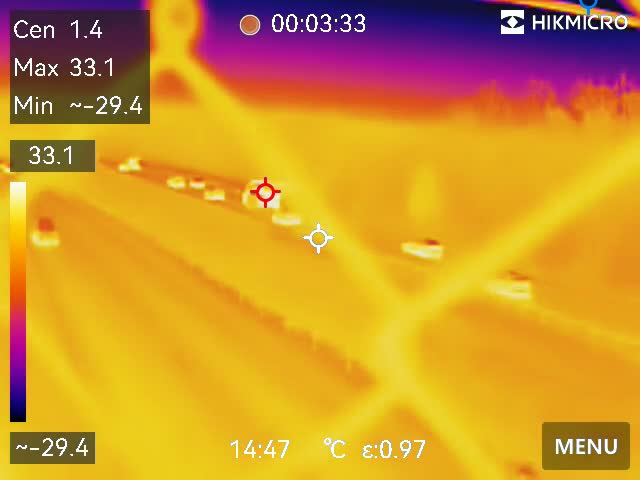 Cen 1.4
Max 33.1
Min ~-29.4
00:03:33
HIKMICRO
33.1
~-29.4
14:47 °C ε:0.97
MENU